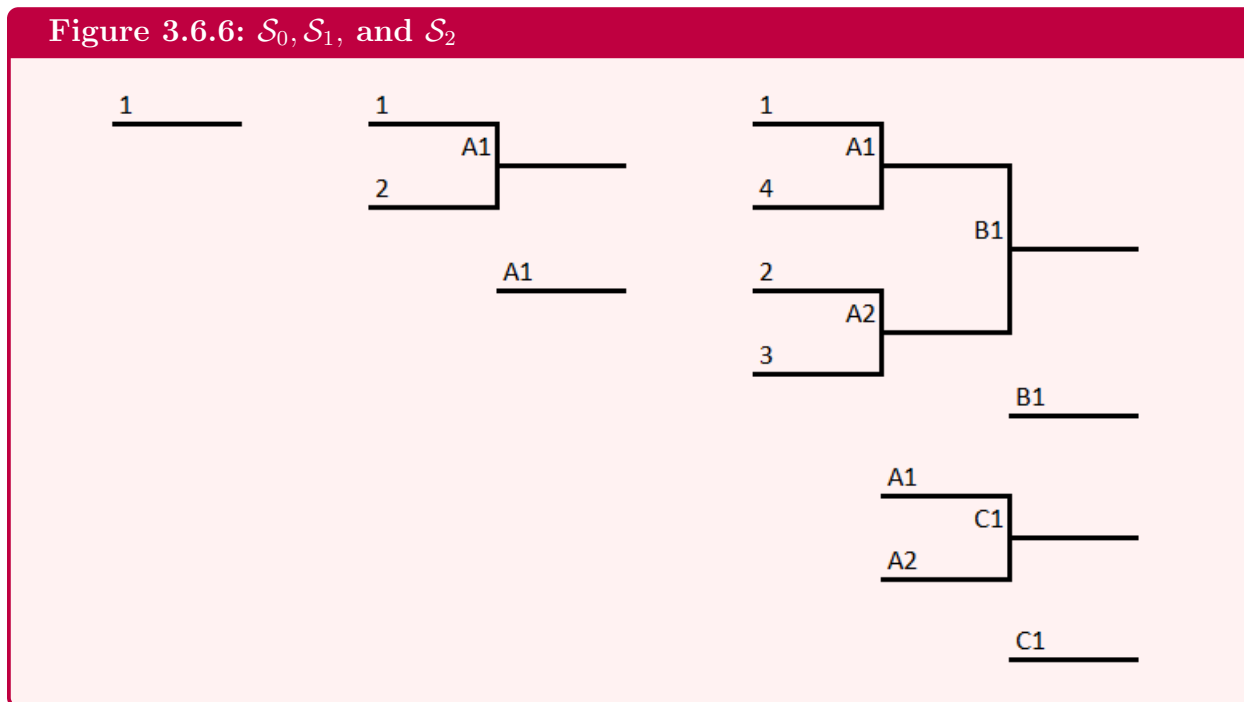 Figure 3.6.6: 𝒮₀, 𝒮₁, and 𝒮₂
1
1
A1
2
A1
1
A1
4
B1
2
A2
3
B1
A1
C1
A2
C1